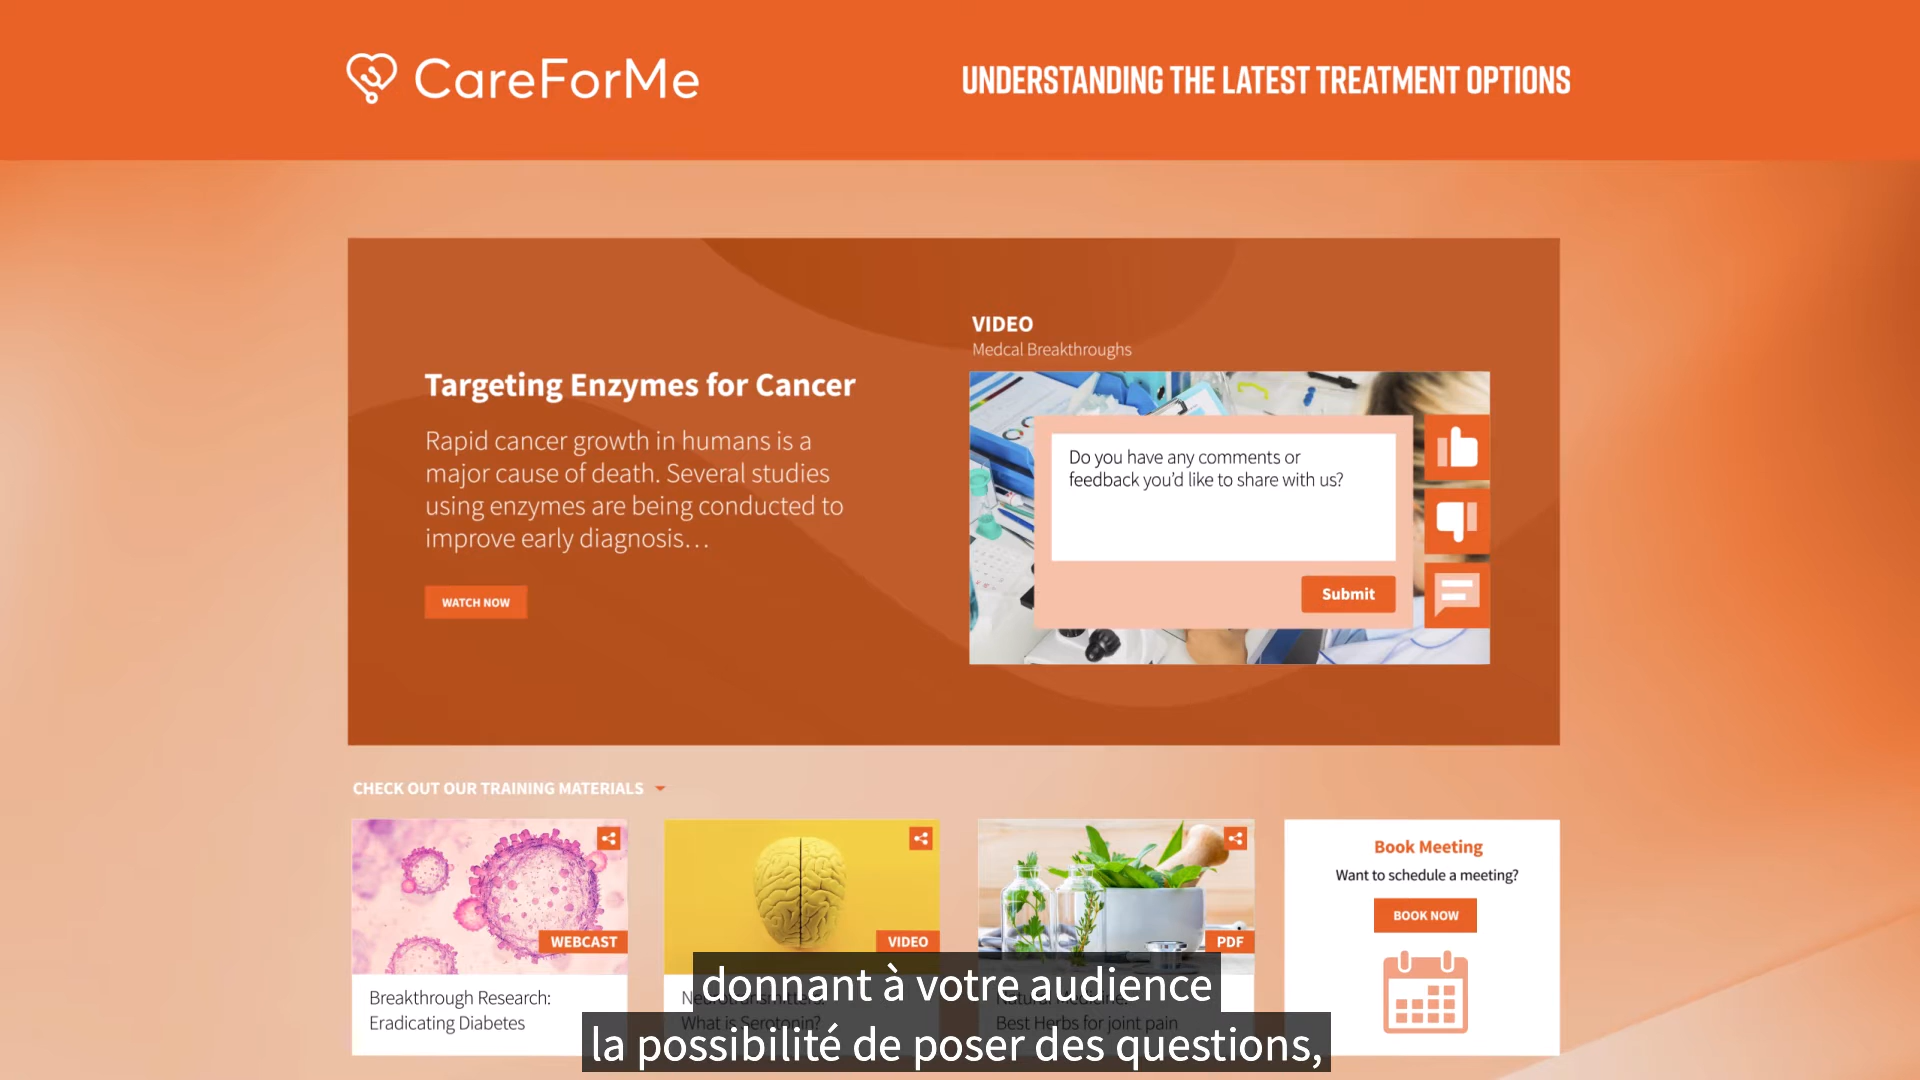 CareForMe
UNDERSTANDING THE LATEST TREATMENT OPTIONS
Targeting Enzymes for Cancer
Rapid cancer growth in humans is a
major cause of death. Several studies
using enzymes are being conducted to
improve early diagnosis...
WATCH NOW
VIDEO
Medcal Breakthroughs
Do you have any comments or
feedback you'd like to share with us?
Submit
CHECK OUT OUR TRAINING MATERIALS
WEBCAST
Breakthrough Research:
Eradicating Diabetes
VIDEO
Neurotransmitters:
What is Serotonin?
PDF
Natural Medicine:
Best Herbs for joint pain
Book Meeting
Want to schedule a meeting?
BOOK NOW
donnant à votre audience
la possibilité de poser des questions,